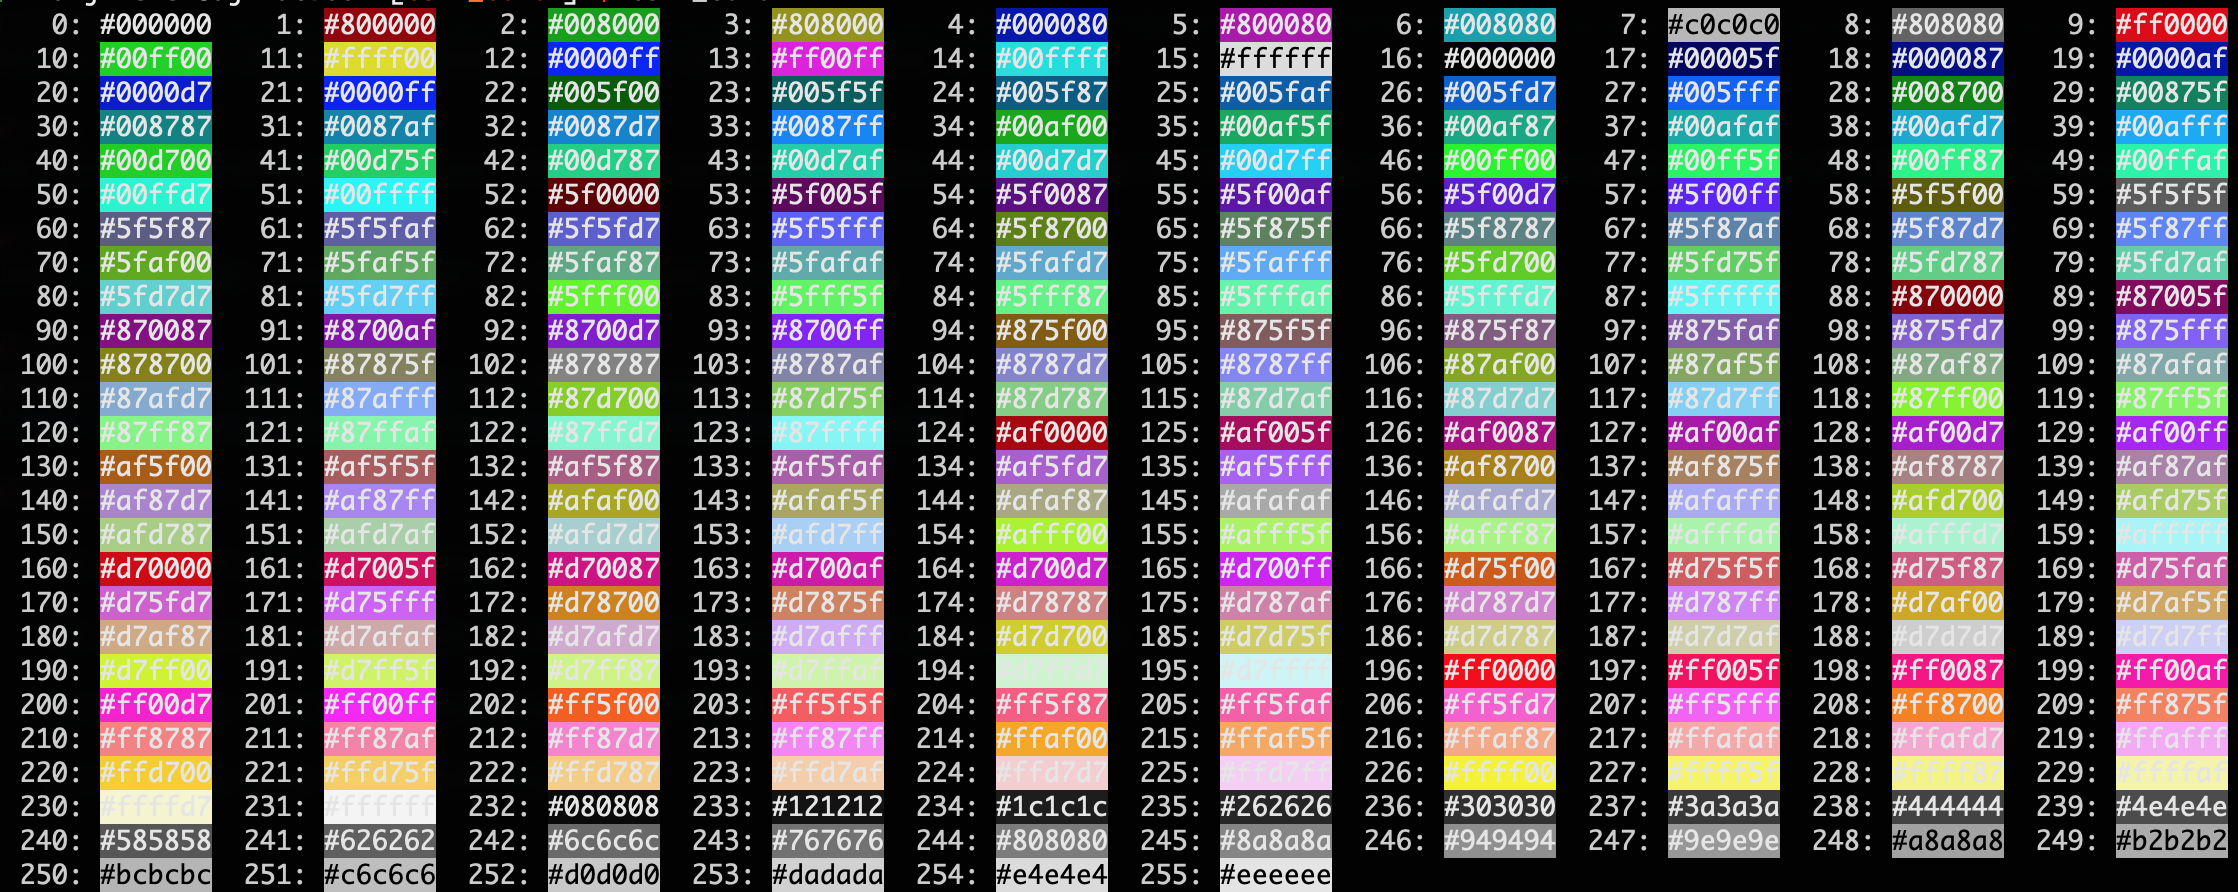 0: #000000 1: #800000 2: #008000 3: #808000 4: #000080 5: #800080 6: #008080 7: #c0c0c0 8: #808080 9: #ff0000
10: #00ff00 11: #ffff00 12: #0000ff 13: #ff00ff 14: #00ffff 15: #ffffff 16: #000000 17: #00005f 18: #000087 19: #0000af
20: #0000d7 21: #0000ff 22: #005f00 23: #005f5f 24: #005f87 25: #005faf 26: #005fd7 27: #005fff 28: #008700 29: #00875f
30: #008787 31: #0087af 32: #0087d7 33: #0087ff 34: #00af00 35: #00af5f 36: #00af87 37: #00afaf 38: #00afd7 39: #00afff
40: #00d700 41: #00d75f 42: #00d787 43: #00d7af 44: #00d7d7 45: #00d7ff 46: #00ff00 47: #00ff5f 48: #00ff87 49: #00ffaf
50: #00ffd7 51: #00ffff 52: #5f0000 53: #5f005f 54: #5f0087 55: #5f00af 56: #5f00d7 57: #5f00ff 58: #5f5f00 59: #5f5f5f
60: #5f5f87 61: #5f5faf 62: #5f5fd7 63: #5f5fff 64: #5f8700 65: #5f875f 66: #5f8787 67: #5f87af 68: #5f87d7 69: #5f87ff
70: #5faf00 71: #5faf5f 72: #5faf87 73: #5fafaf 74: #5fafd7 75: #5fafff 76: #5fd700 77: #5fd75f 78: #5fd787 79: #5fd7af
80: #5fd7d7 81: #5fd7ff 82: #5fff00 83: #5fff5f 84: #5fff87 85: #5fffaf 86: #5fffd7 87: #5fffff 88: #870000 89: #87005f
90: #870087 91: #8700af 92: #8700d7 93: #8700ff 94: #875f00 95: #875f5f 96: #875f87 97: #875faf 98: #875fd7 99: #875fff
100: #878700 101: #87875f 102: #878787 103: #8787af 104: #8787d7 105: #8787ff 106: #87af00 107: #87af5f 108: #87af87 109: #87afaf
110: #87afd7 111: #87afff 112: #87d700 113: #87d75f 114: #87d787 115: #87d7af 116: #87d7d7 117: #87d7ff 118: #87ff00 119: #87ff5f
120: #87ff87 121: #87ffaf 122: #87ffd7 123: #87ffff 124: #af0000 125: #af005f 126: #af0087 127: #af00af 128: #af00d7 129: #af00ff
130: #af5f00 131: #af5f5f 132: #af5f87 133: #af5faf 134: #af5fd7 135: #af5fff 136: #af8700 137: #af875f 138: #af8787 139: #af87af
140: #af87d7 141: #af87ff 142: #afaf00 143: #afaf5f 144: #afaf87 145: #afafaf 146: #afafd7 147: #afafff 148: #afd700 149: #afd75f
150: #afd787 151: #afd7af 152: #afd7d7 153: #afd7ff 154: #afff00 155: #afff5f 156: #afff87 157: #afffaf 158: #afffd7 159: #afffff
160: #d70000 161: #d7005f 162: #d70087 163: #d700af 164: #d700d7 165: #d700ff 166: #d75f00 167: #d75f5f 168: #d75f87 169: #d75faf
170: #d75fd7 171: #d75fff 172: #d78700 173: #d7875f 174: #d78787 175: #d787af 176: #d787d7 177: #d787ff 178: #d7af00 179: #d7af5f
180: #d7af87 181: #d7afaf 182: #d7afd7 183: #d7afff 184: #d7d700 185: #d7d75f 186: #d7d787 187: #d7d7af 188: #d7d7d7 189: #d7d7ff
190: #d7ff00 191: #d7ff5f 192: #d7ff87 193: #d7ffaf 194: 195: #d7ffff 196: #ff0000 197: #ff005f 198: #ff0087 199: #ff00af
200: #ff00d7 201: #ff00ff 202: #ff5f00 203: #ff5f5f 204: #ff5f87 205: #ff5faf 206: #ff5fd7 207: #ff5fff 208: #ff8700 209: #ff875f
210: #ff8787 211: #ff87af 212: #ff87d7 213: #ff87ff 214: #ffaf00 215: #ffaf5f 216: #ffaf87 217: #ffafaf 218: #ffafd7 219: #ffafff
220: #ffd700 221: #ffd75f 222: #ffd787 223: #ffd7af 224: #ffd7d7 225: #ffd7ff 226: #ffff00 227: #ffff5f 228: #ffff87 229: #ffffaf
230: #ffffd7 231: #ffffff 232: #080808 233: #121212 234: #1c1c1c 235: #262626 236: #303030 237: #3a3a3a 238: #444444 239: #4e4e4e
240: #585858 241: #626262 242: #6c6c6c 243: #767676 244: #808080 245: #8a8a8a 246: #949494 247: #9e9e9e 248: #a8a8a8 249: #b2b2b2
250: #bcbcbc 251: #c6c6c6 252: #d0d0d0 253: #dadada 254: #e4e4e4 255: #eeeeee